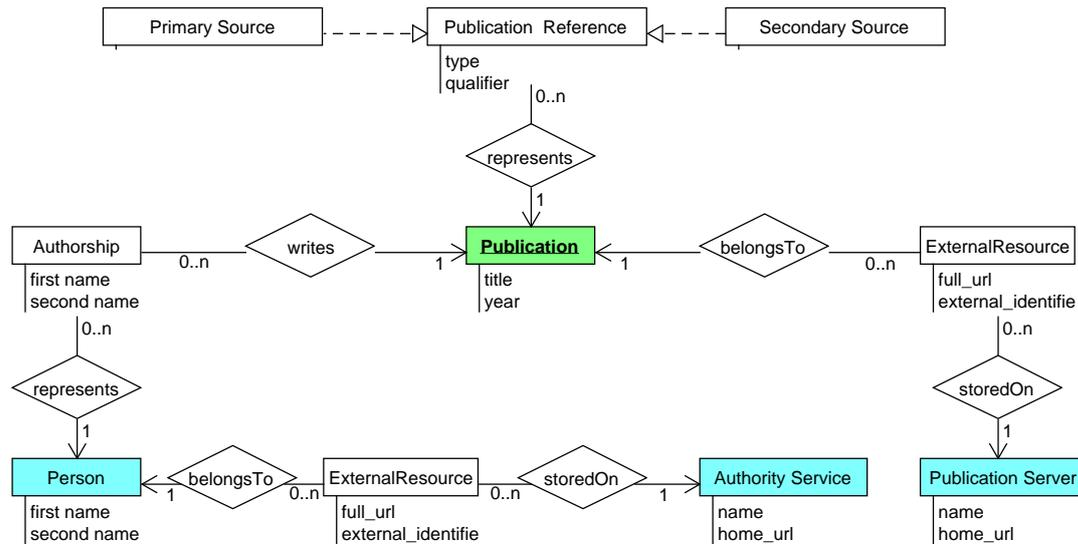 Primary Source
Publication  Reference
Secondary Source
type
qualifier
0..n
represents
1
Authorship
0..n
writes
1
Publication
1
belongsTo
0..n
ExternalResource
first name
second name
title
year
full_url
external_identifie
0..n
0..n
represents
storedOn
1
1
Person
1
belongsTo
0..n
ExternalResource
0..n
storedOn
1
Authority Service
Publication Server
first name
second name
full_url
external_identifie
name
home_url
name
home_url